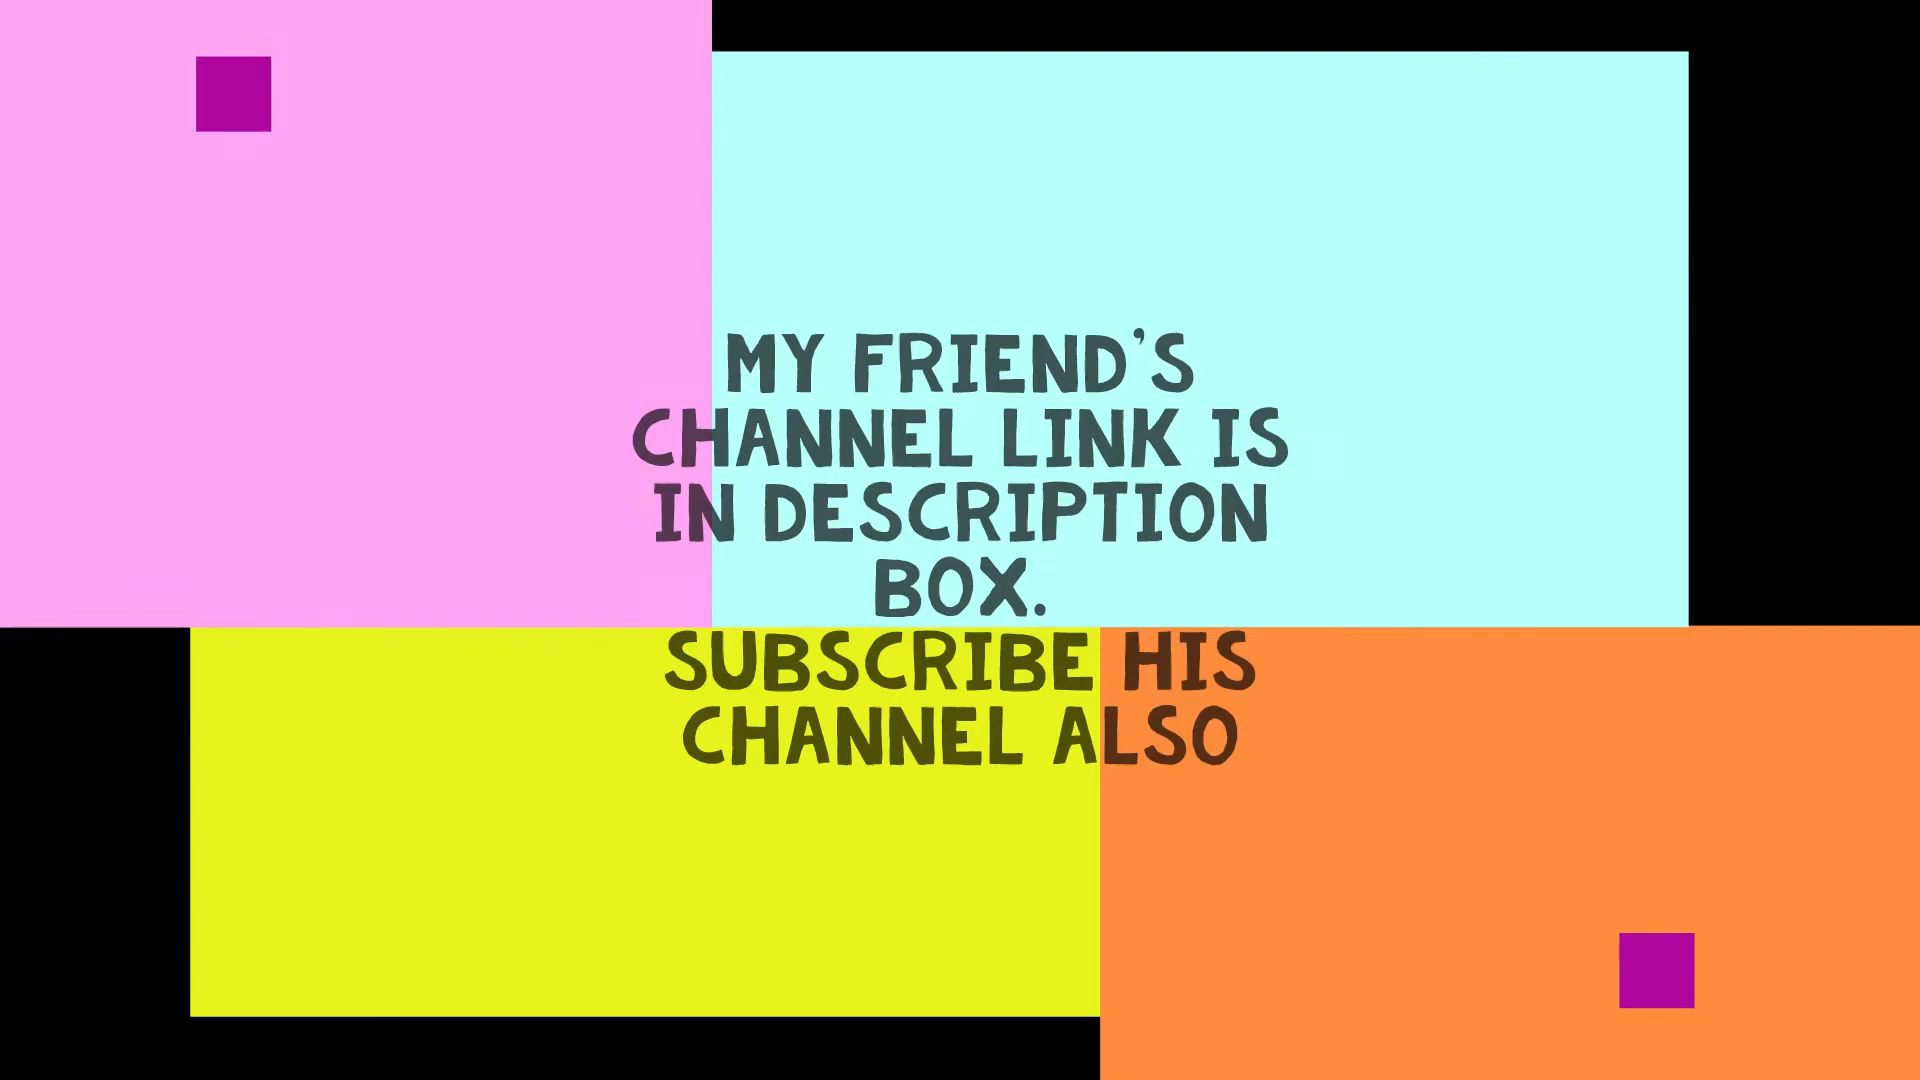 MY FRIEND'S
CHANNEL LINK IS
IN DESCRIPTION
BOX.
SUBSCRIBE HIS
CHANNEL ALSO